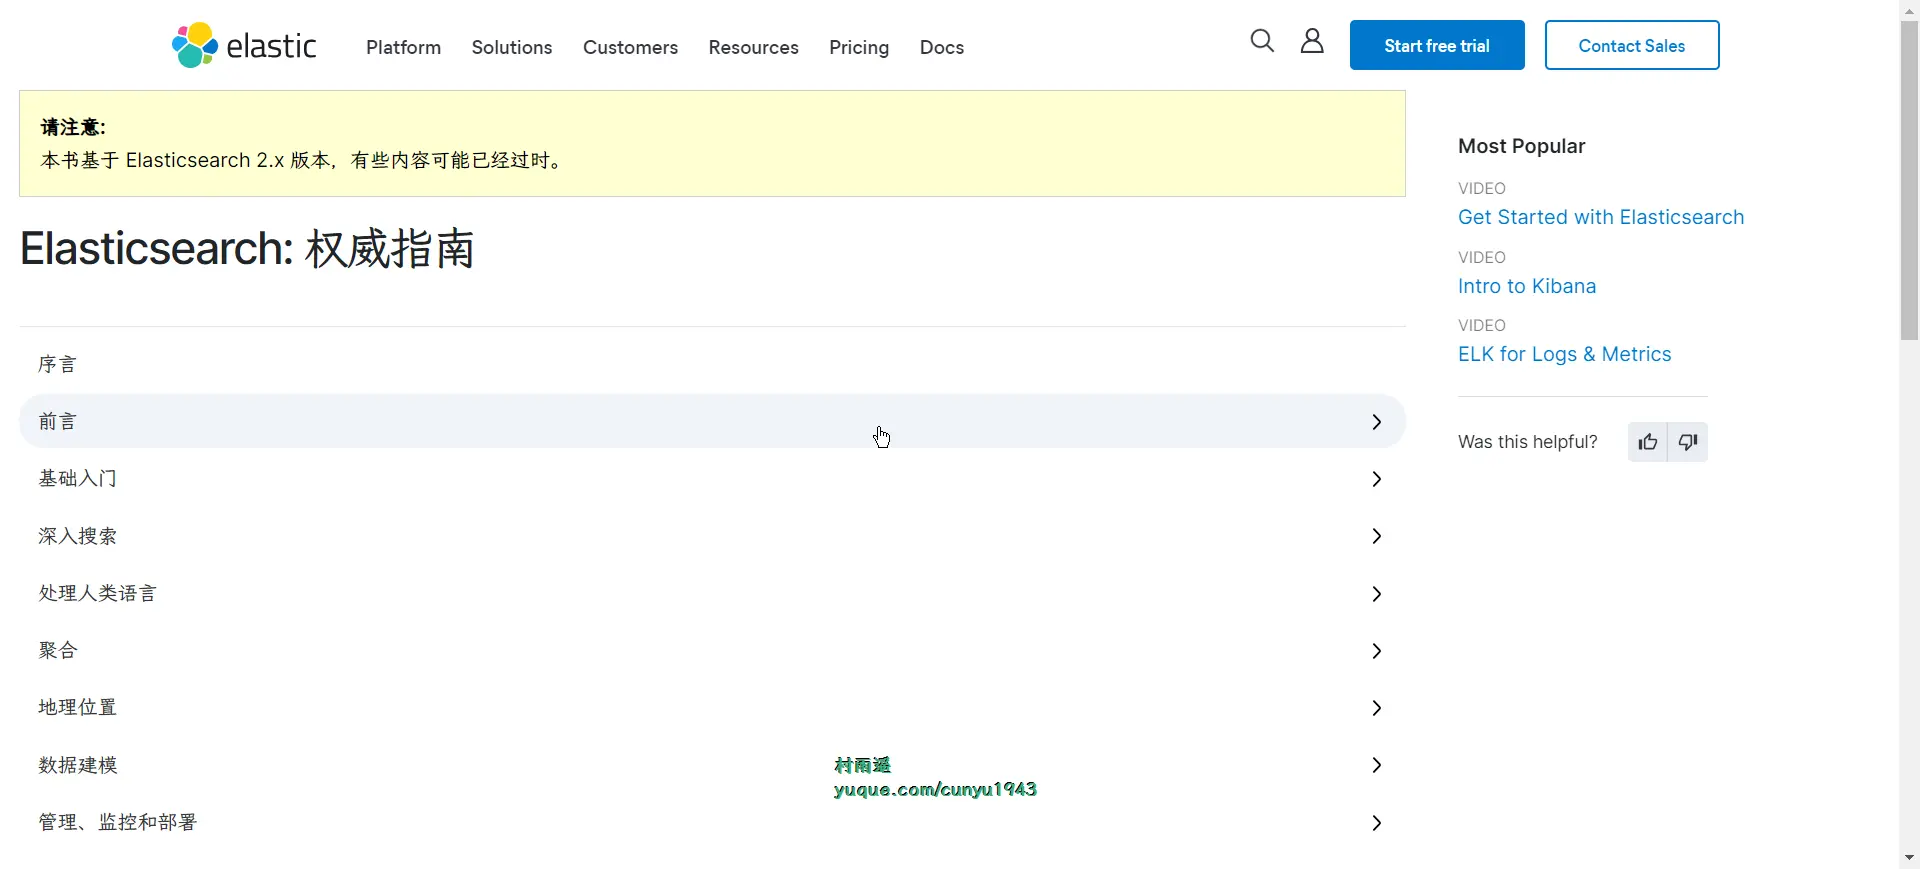 elastic
Platform
Solutions
Customers
Resources
Pricing
Docs
Start free trial
Contact Sales
请注意:
本书基于 Elasticsearch 2.x 版本，有些内容可能已经过时。
Elasticsearch: 权威指南
序言
前言
基础入门
深入搜索
处理人类语言
聚合
地理位置
数据建模
管理、监控和部署
Most Popular
VIDEO
Get Started with Elasticsearch
VIDEO
Intro to Kibana
VIDEO
ELK for Logs & Metrics
Was this helpful?
村雨遥
yuque.com/cunyu1943